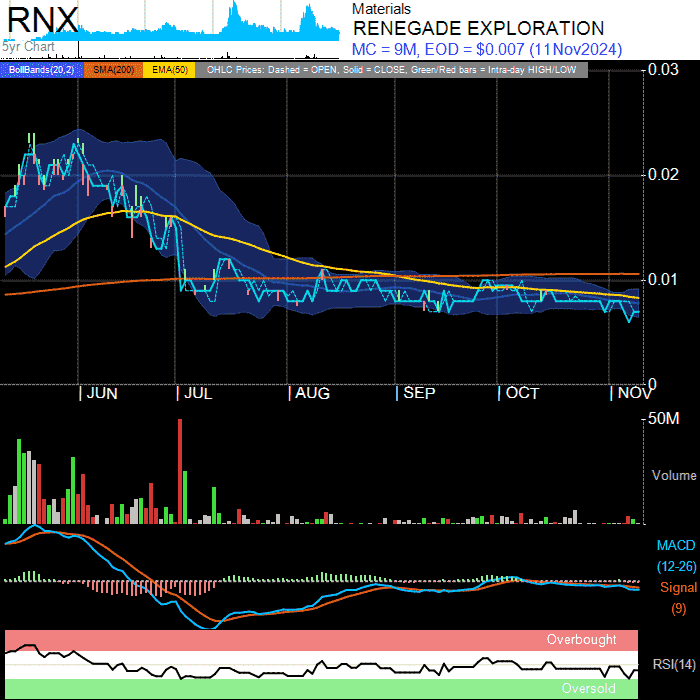 RNX
5yr Chart
Materials
RENEGADE EXPLORATION
MC = 9M, EOD = $0.007 (11Nov2024)
BollBands(20,2) SMA(200) EMA(50) OHLC Prices: Dashed = OPEN, Solid = CLOSE, Green/Red bars = Intra-day HIGH/LOW
0.03
0.02
0.01
0
JUN JUL AUG SEP OCT NOV
50M
Volume
MACD
(12-26)
Signal
(9)
Overbought
RSI(14)
Oversold